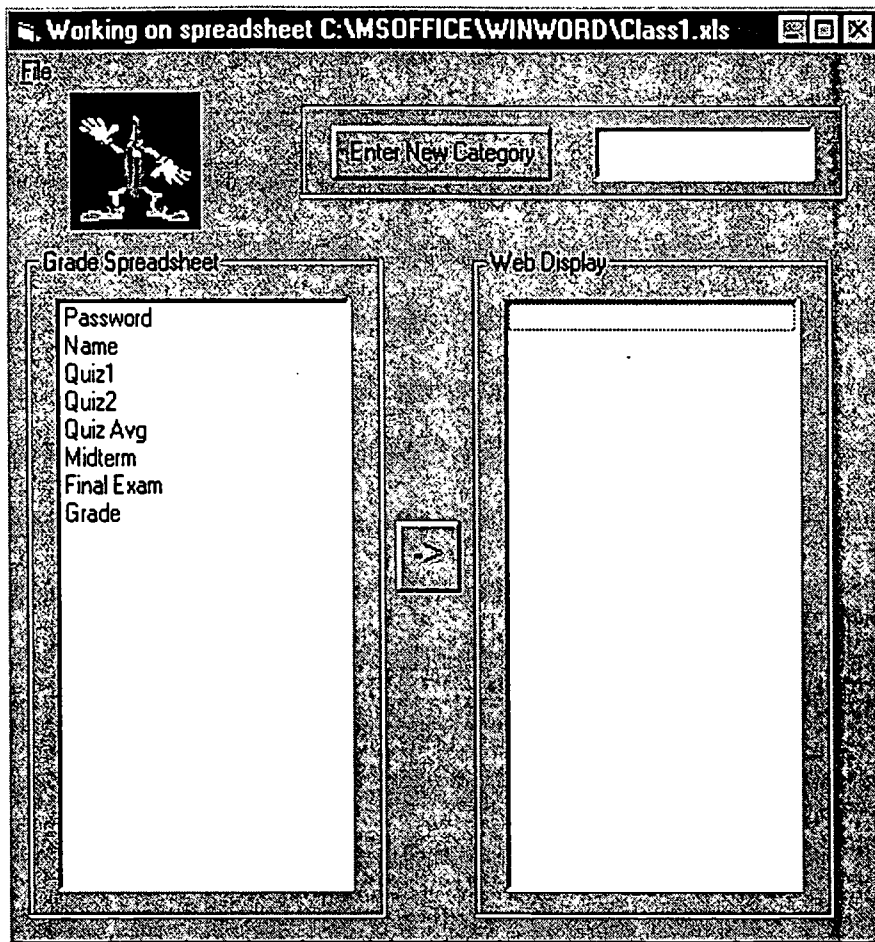 Working on spreadsheet C:\MSOFFICE\WINWORD\Class1.xls
File
Enter New Category
Grade Spreadsheet
Web Display
Password
Name
Quiz1
Quiz2
Quiz Avg
Midterm
Final Exam
Grade
->